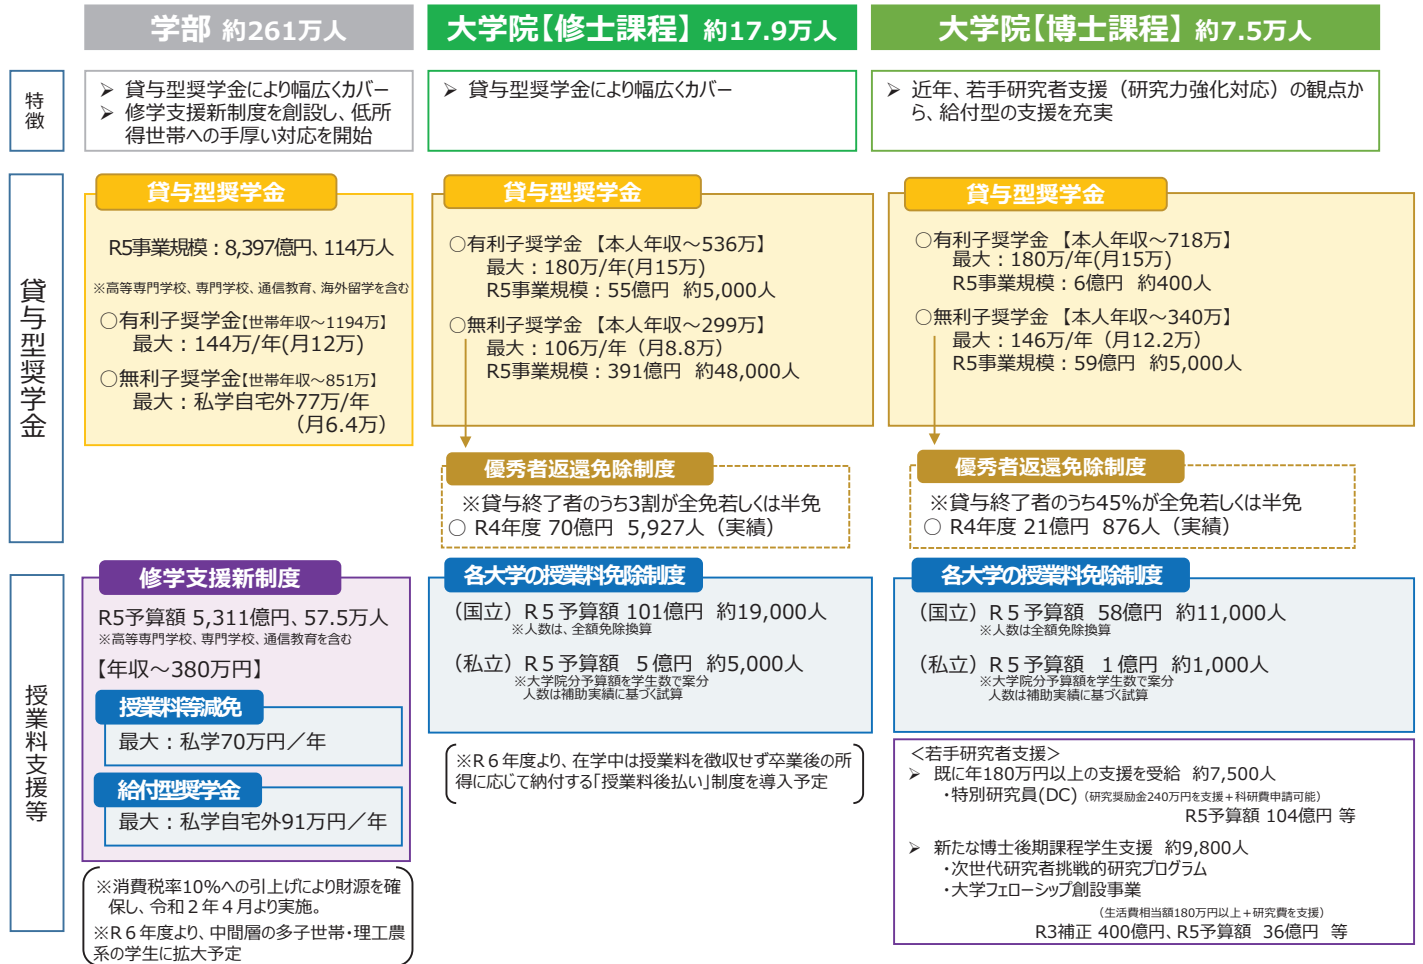 学部 約261万人
大学院【修士課程】 約17.9万人
大学院【博士課程】 約7.5万人
特徴
➢ 貸与型奨学金により幅広くカバー
➢ 修学支援新制度を創設し、低所
得世帯への手厚い対応を開始
➢ 貸与型奨学金により幅広くカバー
➢ 近年、若手研究者支援（研究力強化対応）の観点か
ら、給付型の支援を充実
貸与型奨学金
貸与型奨学金
R5事業規模：8,397億円、114万人
※高等専門学校、専門学校、通信教育、海外留学を含む
○有利子奨学金【世帯年収～1194万】
最大：144万/年(月12万)
○無利子奨学金【世帯年収～851万】
最大：私学自宅外77万/年
（月6.4万）
貸与型奨学金
○有利子奨学金 【本人年収～536万】
最大：180万/年(月15万)
R5事業規模：55億円 約5,000人
○無利子奨学金 【本人年収～299万】
最大：106万/年（月8.8万）
R5事業規模：391億円 約48,000人
優秀者返還免除制度
※貸与終了者のうち3割が全免若しくは半免
○ R4年度 70億円 5,927人（実績）
貸与型奨学金
○有利子奨学金 【本人年収～718万】
最大：180万/年(月15万)
R5事業規模：6億円 約400人
○無利子奨学金 【本人年収～340万】
最大：146万/年（月12.2万）
R5事業規模：59億円 約5,000人
優秀者返還免除制度
※貸与終了者のうち45%が全免若しくは半免
○ R4年度 21億円 876人（実績）
授業料支援等
修学支援新制度
R5予算額 5,311億円、57.5万人
※高等専門学校、専門学校、通信教育を含む
【年収～380万円】
授業料等減免
最大：私学70万円／年
給付型奨学金
最大：私学自宅外91万円／年
※消費税率10%への引上げにより財源を確
保し、令和２年４月より実施。
※R６年度より、中間層の多子世帯・理工農
系の学生に拡大予定
各大学の授業料免除制度
（国立）R５予算額 101億円 約19,000人
※人数は、全額免除換算
（私立）R５予算額 ５億円 約5,000人
※大学院分予算額を学生数で案分
人数は補助実績に基づく試算
※R６年度より、在学中は授業料を徴収せず卒業後の所
得に応じて納付する「授業料後払い」制度を導入予定
各大学の授業料免除制度
（国立）R５予算額 58億円 約11,000人
※人数は全額免除換算
（私立）R５予算額 １億円 約1,000人
※大学院分予算額を学生数で案分
人数は補助実績に基づく試算
＜若手研究者支援＞
➢ 既に年180万円以上の支援を受給 約7,500人
・特別研究員(DC)（研究奨励金240万円を支援＋科研費申請可能）
R5予算額 104億円 等
➢ 新たな博士後期課程学生支援 約9,800人
・次世代研究者挑戦的研究プログラム
・大学フェローシップ創設事業
（生活費相当額180万円以上＋研究費を支援）
R3補正 400億円、R5予算額 36億円 等